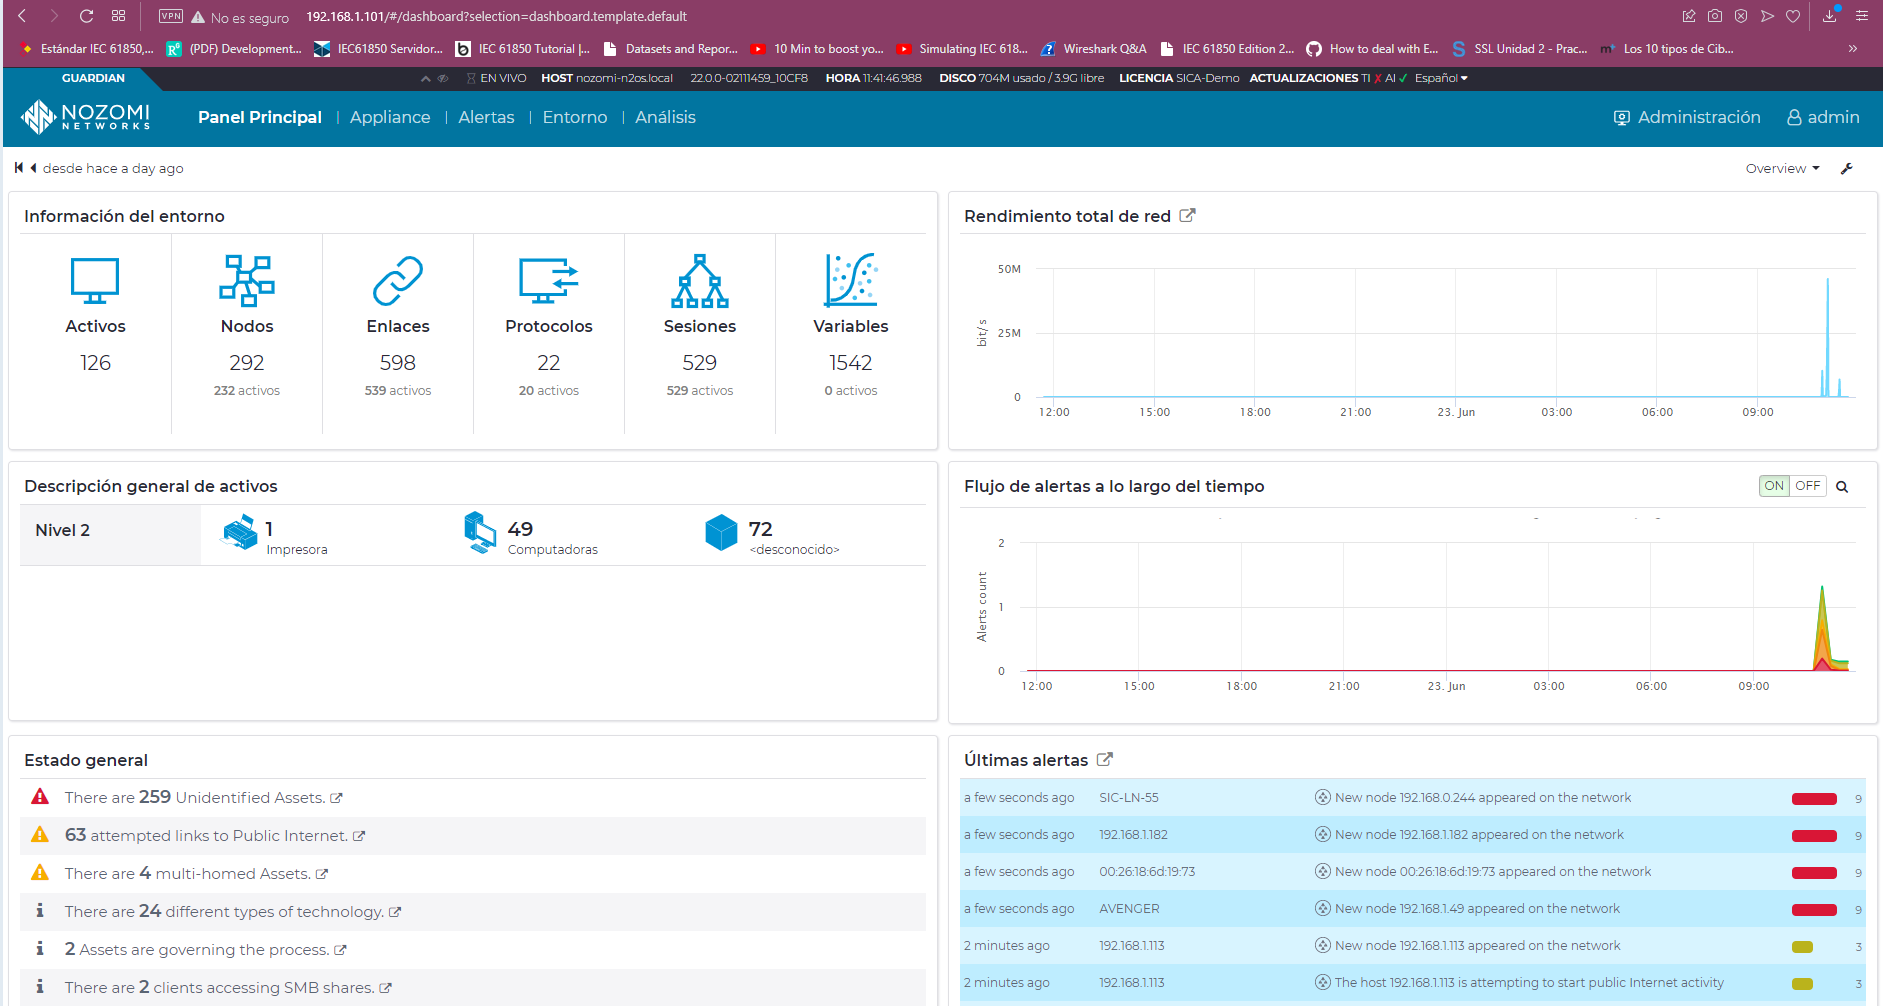 VPN No es seguro 192.168.1.101/#/dashboard?selection=dashboard.template.default
Estándar IEC 61850,... (PDF) Development... IEC61850 Servidor... IEC 61850 Tutorial |... Datasets and Repor... 10 Min to boost yo... Simulating IEC 618... Wireshark Q&A IEC 61850 Edition 2... How to deal with E... SSL Unidad 2 - Prac... Los 10 tipos de Cib... »
GUARDIAN EN VIVO HOST nozomi-n2os.local 22.0.0-02111459_10CF8 HORA 11:41:46.988 DISCO 704M usado / 3.9G libre LICENCIA SICA-Demo ACTUALIZACIONES TI ✗ AI ✓ Español
NOZOMI NETWORKS Panel Principal | Appliance | Alertas | Entorno | Análisis Administración admin
desde hace a day ago Overview
Información del entorno
Activos Nodos Enlaces Protocolos Sesiones Variables
126 292 598 22 529 1542
232 activos 539 activos 20 activos 529 activos 0 activos
Rendimiento total de red
bit/s
50M
25M
0
12:00 15:00 18:00 21:00 23. Jun 03:00 06:00 09:00
Descripción general de activos
Nivel 2
1 Impresora
49 Computadoras
72 <desconocido>
Flujo de alertas a lo largo del tiempo ON OFF
Alerts count
2
1
0
12:00 15:00 18:00 21:00 23. Jun 03:00 06:00 09:00
Estado general
There are 259 Unidentified Assets.
63 attempted links to Public Internet.
There are 4 multi-homed Assets.
There are 24 different types of technology.
2 Assets are governing the process.
There are 2 clients accessing SMB shares.
Últimas alertas
a few seconds ago SIC-LN-55 New node 192.168.0.244 appeared on the network 9
a few seconds ago 192.168.1.182 New node 192.168.1.182 appeared on the network 9
a few seconds ago 00:26:18:6d:19:73 New node 00:26:18:6d:19:73 appeared on the network 9
a few seconds ago AVENGER New node 192.168.1.49 appeared on the network 9
2 minutes ago 192.168.1.113 New node 192.168.1.113 appeared on the network 3
2 minutes ago 192.168.1.113 The host 192.168.1.113 is attempting to start public Internet activity 3